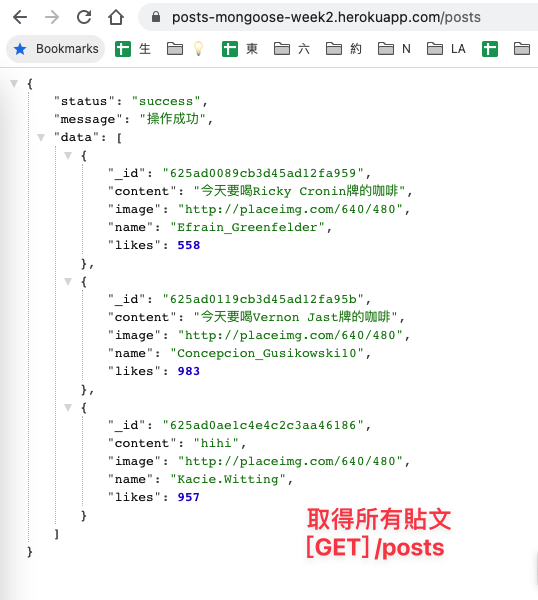 posts-mongoose-week2.herokuapp.com/posts
Bookmarks 生 東 六 約 N LA
{
"status": "success",
"message": "操作成功",
"data": [
{
"_id": "625ad0089cb3d45ad12fa959",
"content": "今天要喝Ricky Cronin牌的咖啡",
"image": "http://placeimg.com/640/480",
"name": "Efrain_Greenfelder",
"likes": 558
},
{
"_id": "625ad0119cb3d45ad12fa95b",
"content": "今天要喝Vernon Jast牌的咖啡",
"image": "http://placeimg.com/640/480",
"name": "Concepcion_Gusikowski10",
"likes": 983
},
{
"_id": "625ad0ae1c4e4c2c3aa46186",
"content": "hihi",
"image": "http://placeimg.com/640/480",
"name": "Kacie.Witting",
"likes": 957
}
]
}
取得所有貼文
[GET]/posts